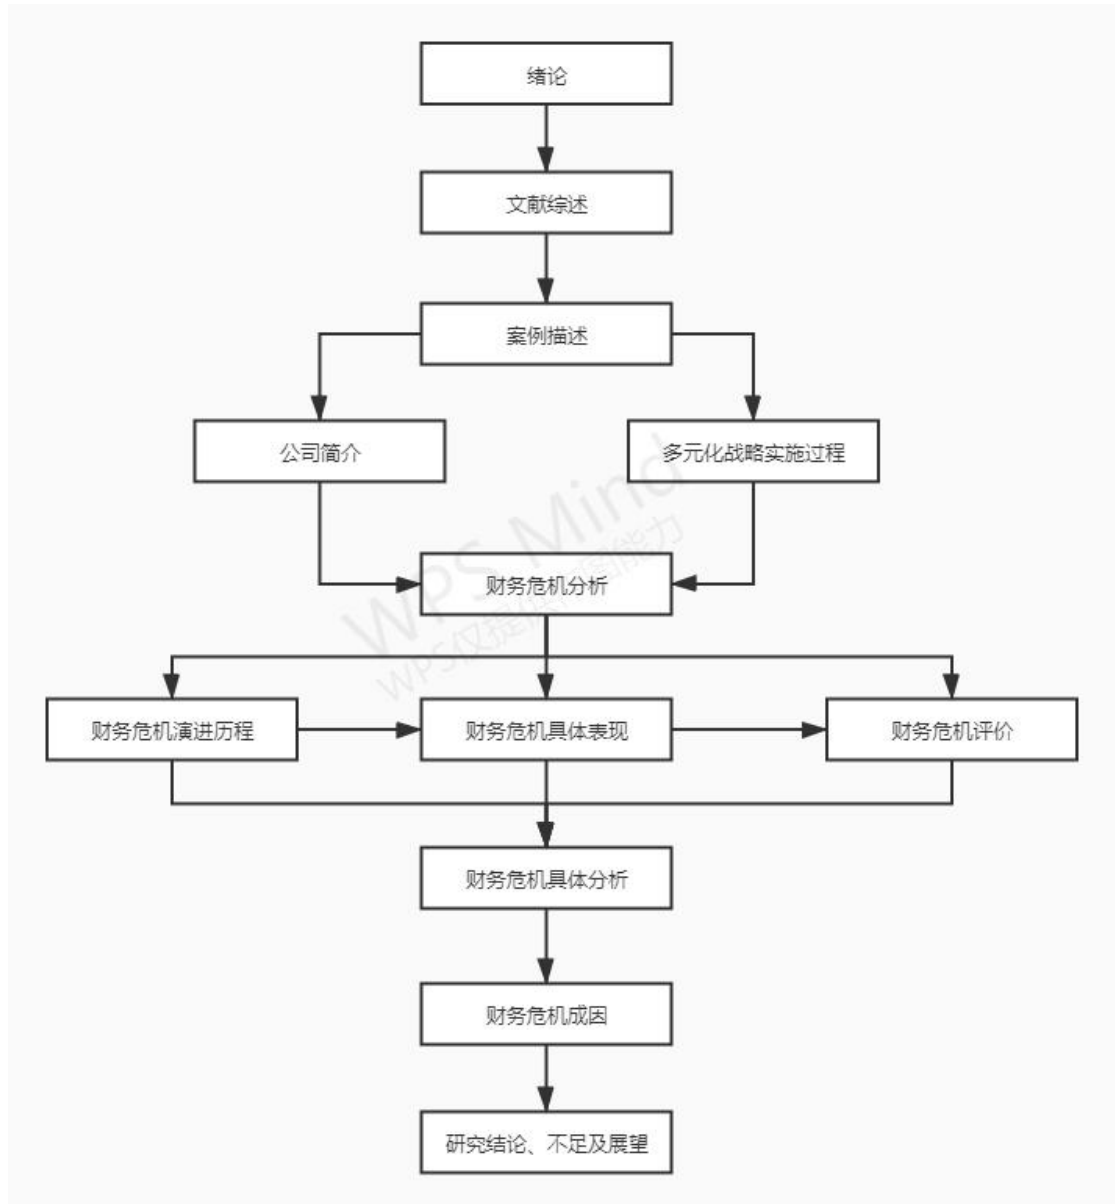 绪论
文献综述
案例描述
公司简介
多元化战略实施过程
WPS Mind
财务危机分析
财务危机演进历程
财务危机具体表现
财务危机评价
财务危机具体分析
财务危机成因
研究结论、不足及展望